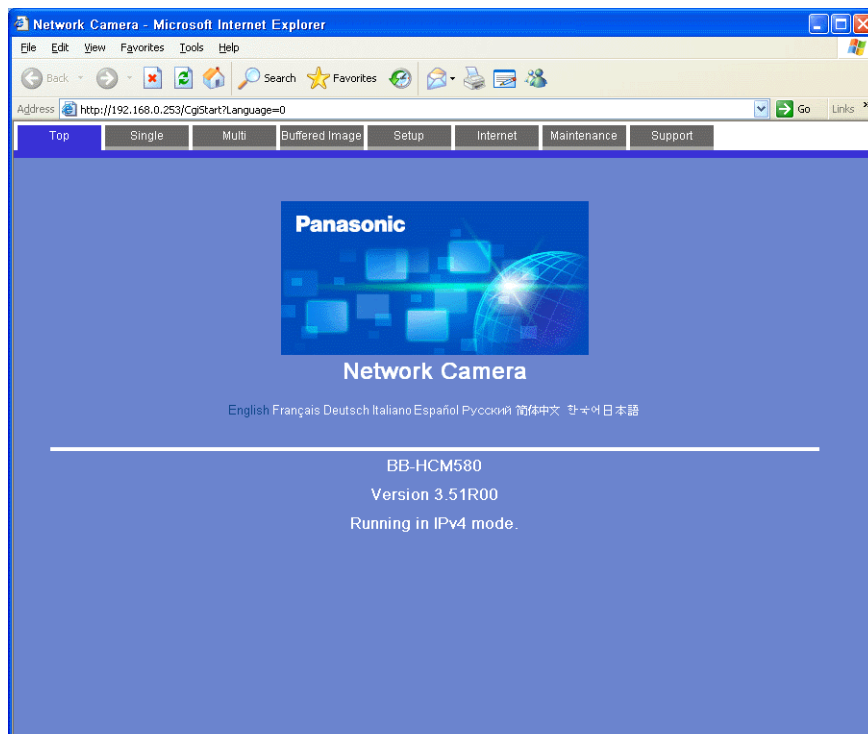 Network Camera - Microsoft Internet Explorer
File Edit View Favorites Tools Help
Back Search Favorites
Address http://192.168.0.253/CgiStart?Language=0 Go Links »
Top Single Multi Buffered Image Setup Internet Maintenance Support
Panasonic
Network Camera
English Français Deutsch Italiano Español Русский 简体中文 한국어 日本語
BB-HCM580
Version 3.51R00
Running in IPv4 mode.